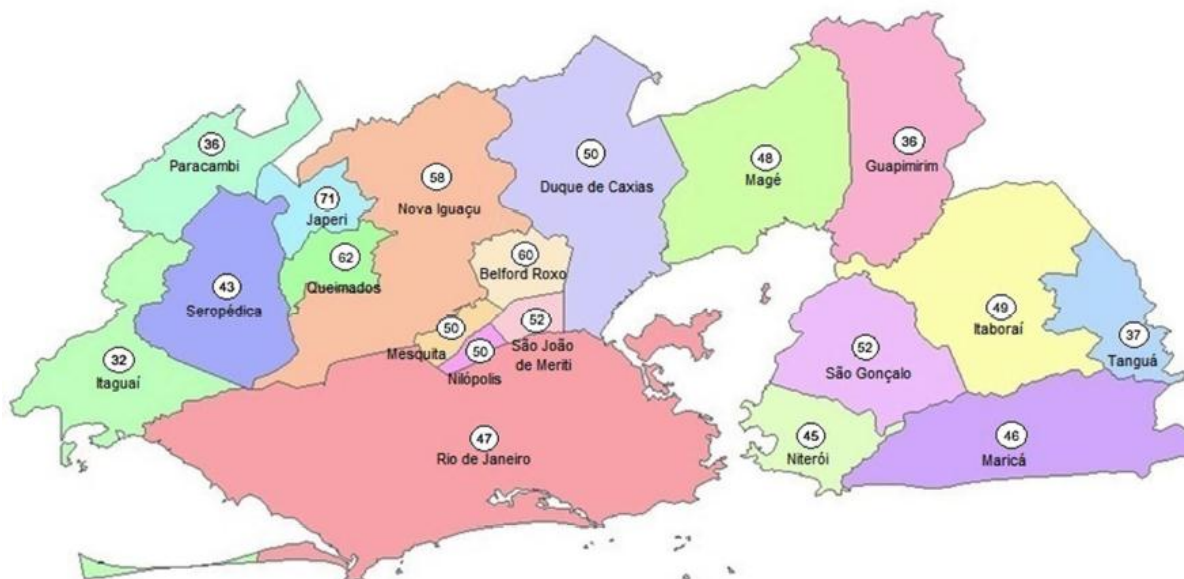 36
Paracambi
71
Japeri
58
Nova Iguaçu
50
Duque de Caxias
48
Magé
36
Guapimirim
62
Queimados
60
Belford Roxo
43
Seropédica
32
Itaguaí
50
Mesquita
50
Nilópolis
52
São João
de Meriti
47
Rio de Janeiro
49
Itaboraí
37
Tanguá
52
São Gonçalo
45
Niterói
46
Maricá